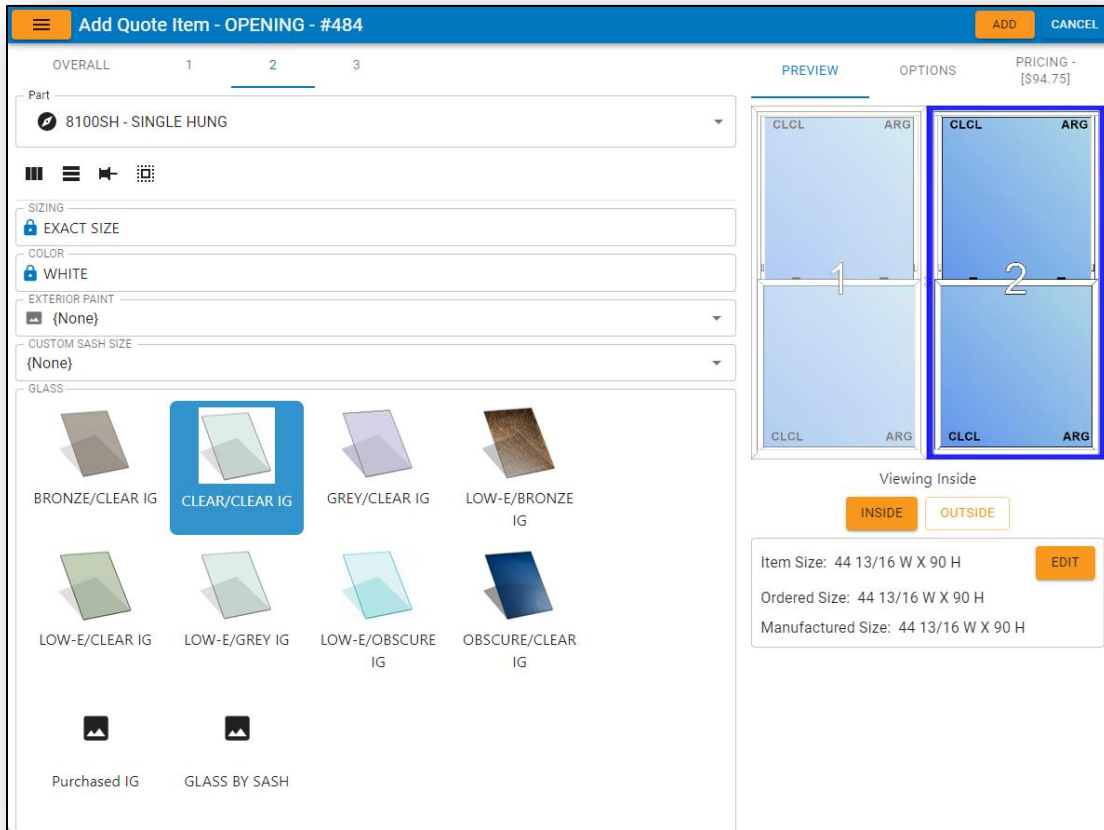 Add Quote Item - OPENING - #484
ADD
CANCEL
OVERALL
1
2
3
Part
8100SH - SINGLE HUNG
SIZING
EXACT SIZE
COLOR
WHITE
EXTERIOR PAINT
{None}
CUSTOM SASH SIZE
{None}
GLASS
BRONZE/CLEAR IG
CLEAR/CLEAR IG
GREY/CLEAR IG
LOW-E/BRONZE
IG
LOW-E/CLEAR IG
LOW-E/GREY IG
LOW-E/OBSCURE
IG
OBSCURE/CLEAR
IG
Purchased IG
GLASS BY SASH
PREVIEW
OPTIONS
PRICING -
[$94.75]
CLCL ARG
CLCL ARG
1
2
CLCL ARG
CLCL ARG
Viewing Inside
INSIDE
OUTSIDE
Item Size: 44 13/16 W X 90 H
EDIT
Ordered Size: 44 13/16 W X 90 H
Manufactured Size: 44 13/16 W X 90 H